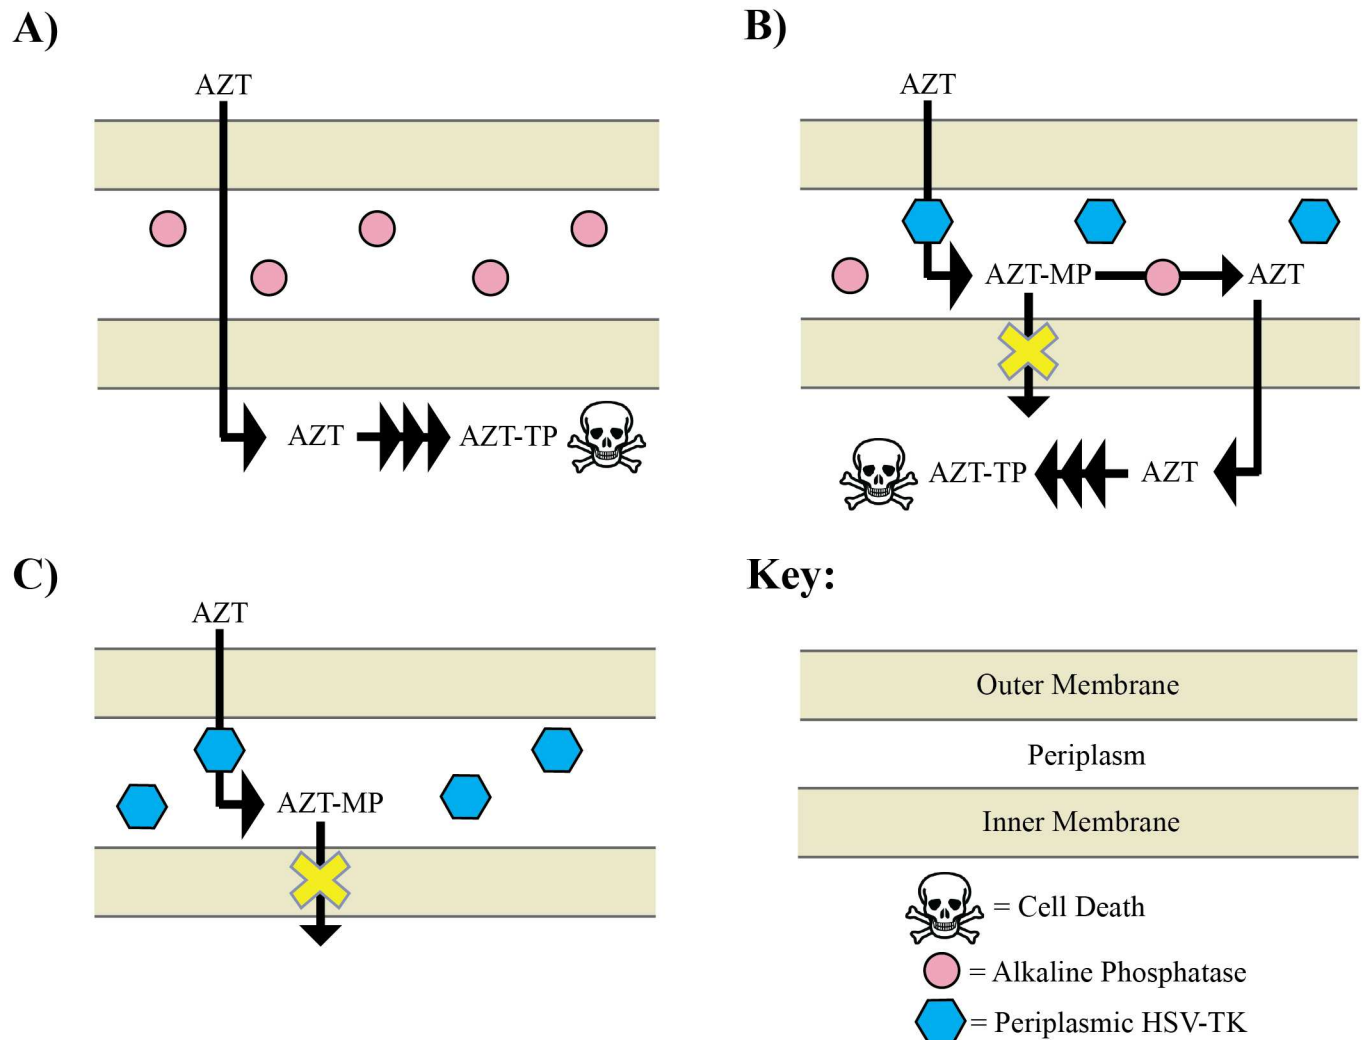 A)
AZT
AZT
AZT-TP
B)
AZT
AZT-MP
AZT
AZT-TP
AZT
C)
AZT
AZT-MP
Key:
Outer Membrane
Periplasm
Inner Membrane
= Cell Death
= Alkaline Phosphatase
= Periplasmic HSV-TK